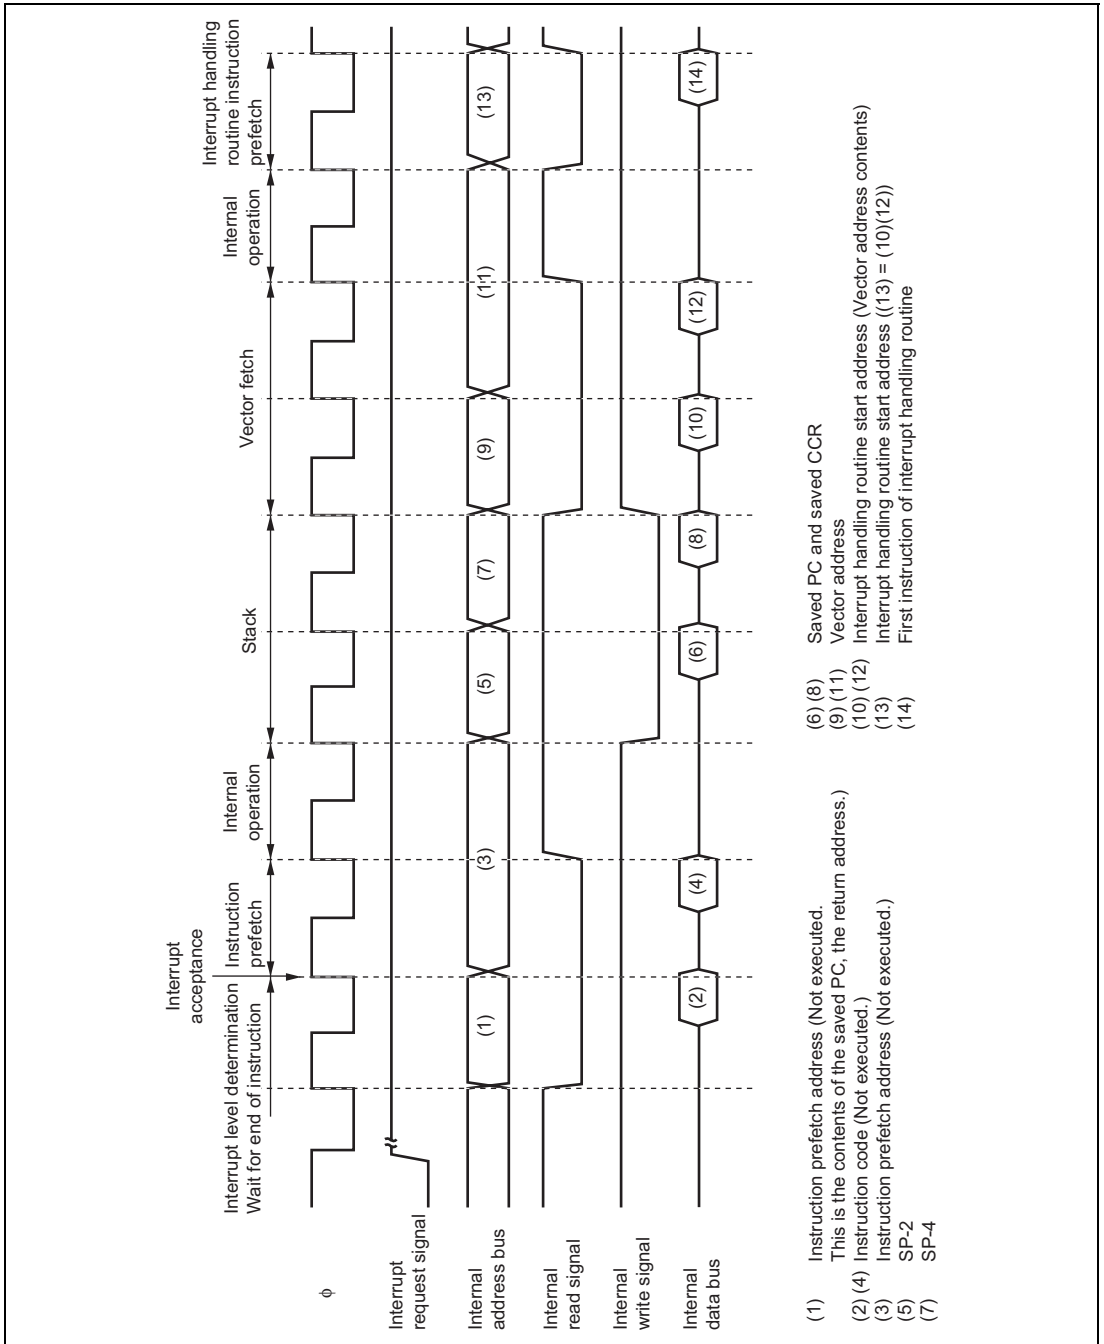 Interrupt
acceptance
Interrupt level determination
Wait for end of instruction
Instruction
prefetch
Internal
operation
Stack
Vector fetch
Internal
operation
Interrupt handling
routine instruction
prefetch
φ
Interrupt
request signal
Internal
address bus
(1)
(3)
(5)
(7)
(9)
(11)
(13)
Internal
read signal
Internal
write signal
Internal
data bus
(2)
(4)
(6)
(8)
(10)
(12)
(14)
(1) Instruction prefetch address (Not executed.
This is the contents of the saved PC, the return address.)
(2) (4) Instruction code (Not executed.)
(3) Instruction prefetch address (Not executed.)
(5) SP-2
(7) SP-4
(6) (8) Saved PC and saved CCR
(9) (11) Vector address
(10) (12) Interrupt handling routine start address (Vector address contents)
(13) Interrupt handling routine start address ((13) = (10)(12))
(14) First instruction of interrupt handling routine